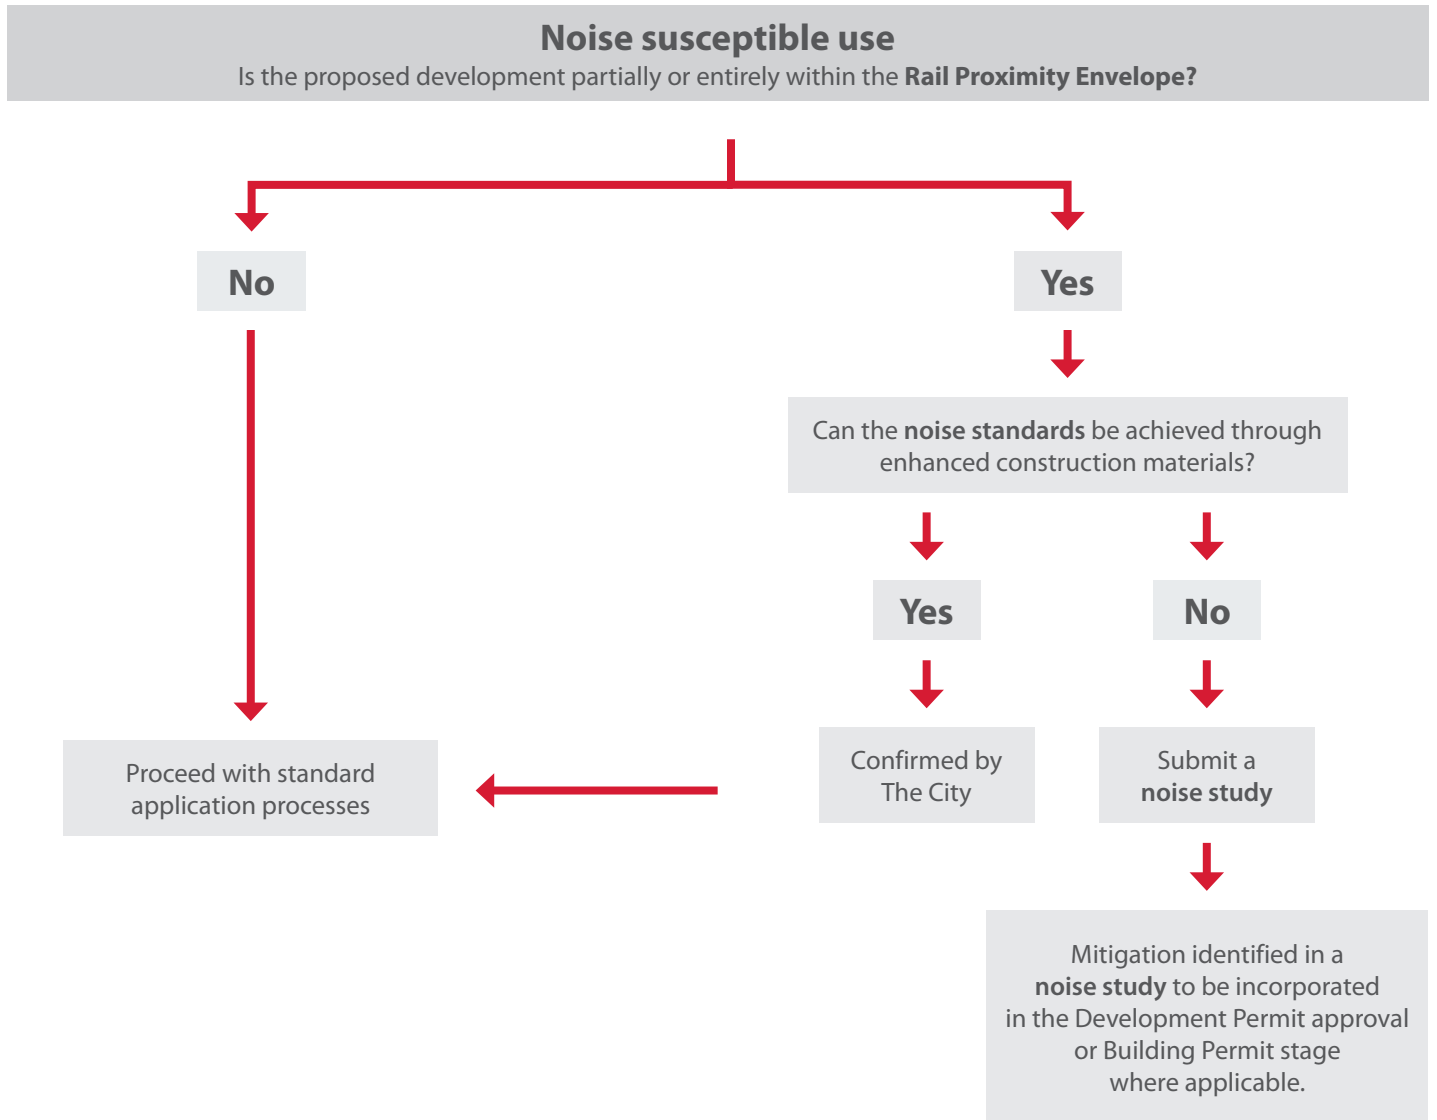 Noise susceptible use
Is the proposed development partially or entirely within the Rail Proximity Envelope?
No
Yes
Can the noise standards be achieved through
enhanced construction materials?
Yes
No
Proceed with standard
application processes
Confirmed by
The City
Submit a
noise study
Mitigation identified in a
noise study to be incorporated
in the Development Permit approval
or Building Permit stage
where applicable.